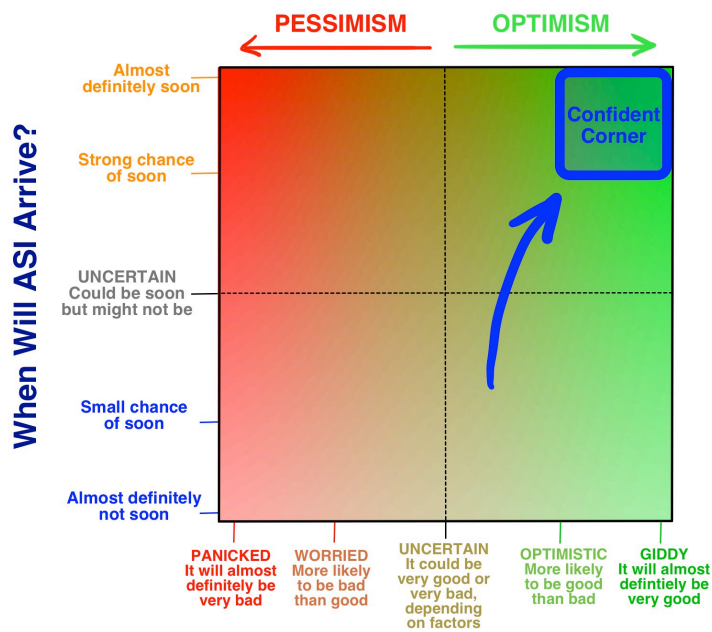 PESSIMISM
OPTIMISM
When Will ASI Arrive?
Almost
definitely soon
Strong chance
of soon
UNCERTAIN
Could be soon
but might not be
Small chance
of soon
Almost definitely
not soon
Confident
Corner
PANICKED
It will almost
definitely be
very bad
WORRIED
More likely
to be bad
than good
UNCERTAIN
It could be
very good or
very bad,
depending
on factors
OPTIMISTIC
More likely
to be good
than bad
GIDDY
It will almost
defintiely be
very good